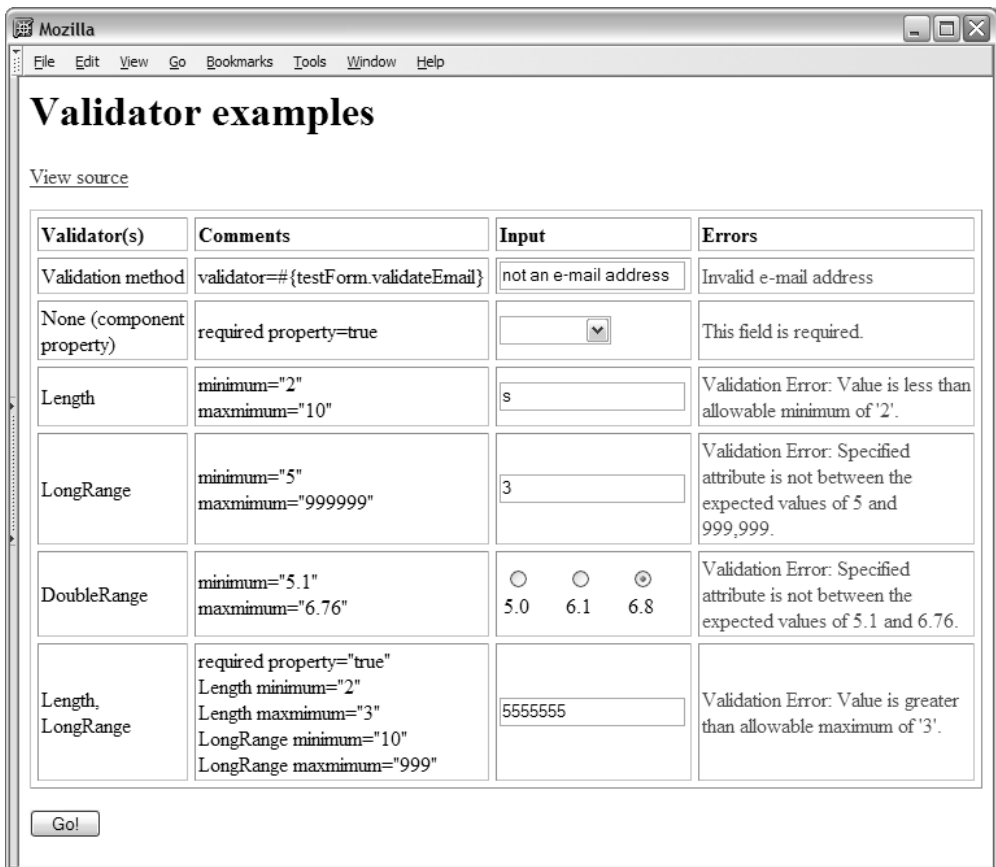 Mozilla
File Edit View Go Bookmarks Tools Window Help
Validator examples
View source
Validator(s) Comments Input Errors
Validation method validator=#{testForm.validateEmail} not an e-mail address Invalid e-mail address
None (component
property)
required property=true
This field is required.
Length
minimum="2"
maxmimum="10"
s
Validation Error: Value is less than
allowable minimum of '2'.
LongRange
minimum="5"
maxmimum="999999"
3
Validation Error: Specified
attribute is not between the
expected values of 5 and
999,999.
DoubleRange
minimum="5.1"
maxmimum="6.76"
5.0 6.1 6.8
Validation Error: Specified
attribute is not between the
expected values of 5.1 and 6.76.
Length,
LongRange
required property="true"
Length minimum="2"
Length maxmimum="3"
LongRange minimum="10"
LongRange maxmimum="999"
5555555
Validation Error: Value is greater
than allowable maximum of '3'.
Go!